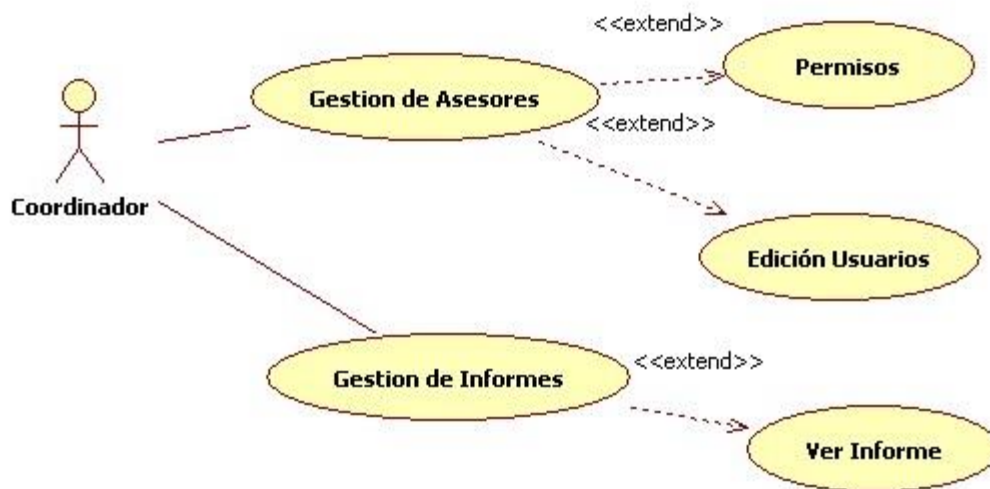 <<extend>>
Permisos
Gestion de Asesores
<<extend>>
Coordinador
Edición Usuarios
<<extend>>
Gestion de Informes
Ver Informe